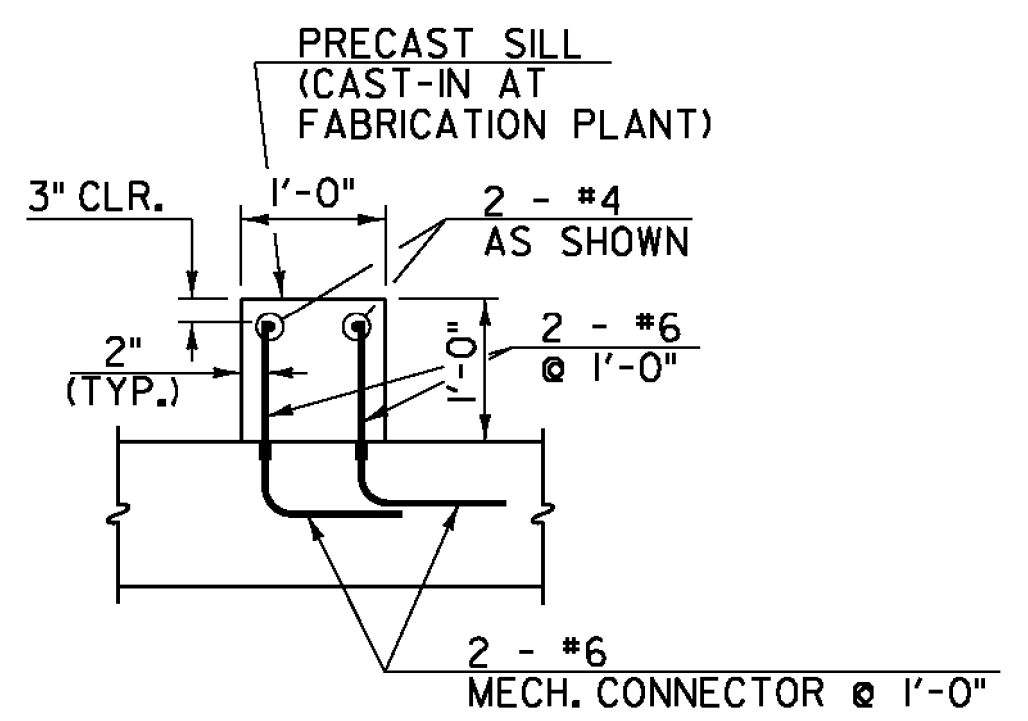 PRECAST SILL
(CAST-IN AT
FABRICATION PLANT)
3" CLR.
1'-0"
2 - #4
AS SHOWN
2"
(TYP.)
1'-0"
2 - #6
@ 1'-0"
2 - #6
MECH. CONNECTOR @ 1'-0"